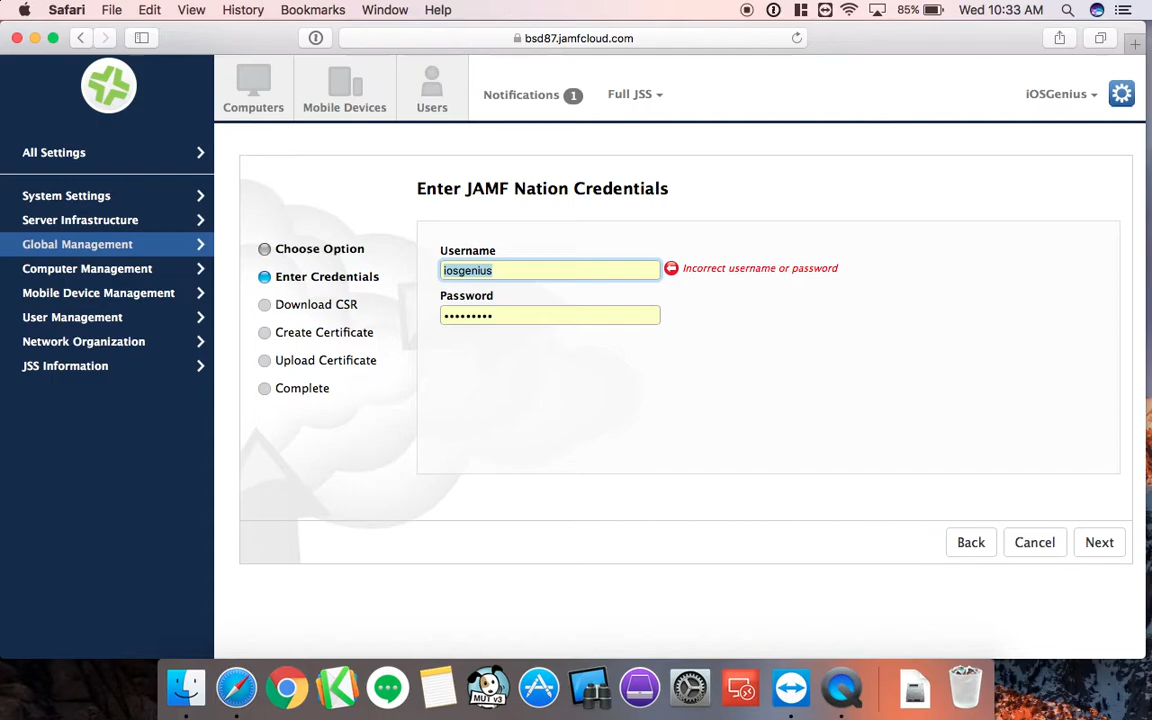 Safari File Edit View History Bookmarks Window Help 85% Wed 10:33 AM
bsd87.jamfcloud.com
Computers Mobile Devices Users Notifications 1 Full JSS iOSGenius
All Settings
System Settings
Server Infrastructure
Global Management
Computer Management
Mobile Device Management
User Management
Network Organization
JSS Information
Enter JAMF Nation Credentials
Choose Option
Enter Credentials
Download CSR
Create Certificate
Upload Certificate
Complete
Username
iosgenius Incorrect username or password
Password
•••••••••
Back Cancel Next
MUT v3